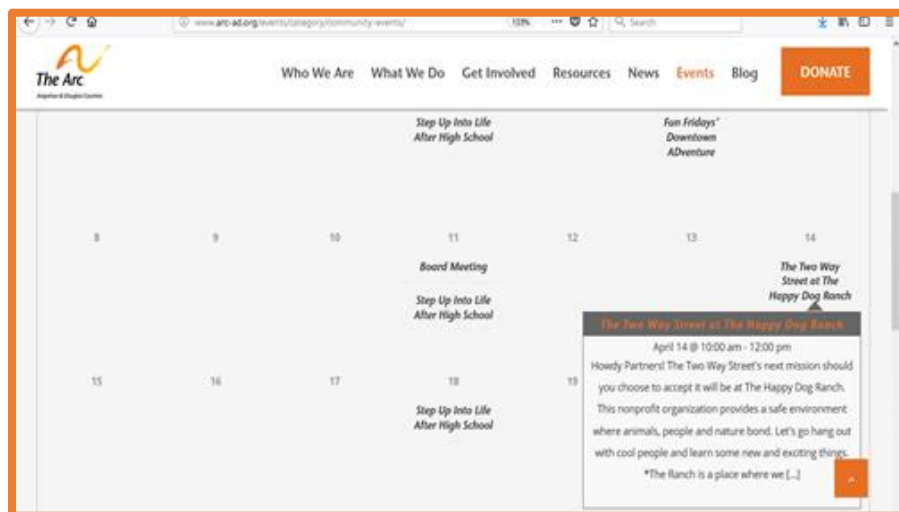 www.arc-ad.org/events/category/community-events/
Search
The Arc
Who We Are What We Do Get Involved Resources News Events Blog DONATE
Step Up Into Life
After High School
Fun Fridays'
Downtown
ADventure
8 9 10 11 12 13 14
Board Meeting
Step Up Into Life
After High School
The Two Way
Street at The
Happy Dog Ranch
The Two Way Street at The Happy Dog Ranch
April 14 @ 10:00 am - 12:00 pm
Howdy Partners! The Two Way Street's next mission should
you choose to accept it will be at The Happy Dog Ranch.
This nonprofit organization provides a safe environment
where animals, people and nature bond. Let's go hang out
with cool people and learn some new and exciting things.
*The Ranch is a place where we [...]
15 16 17 18 19
Step Up Into Life
After High School